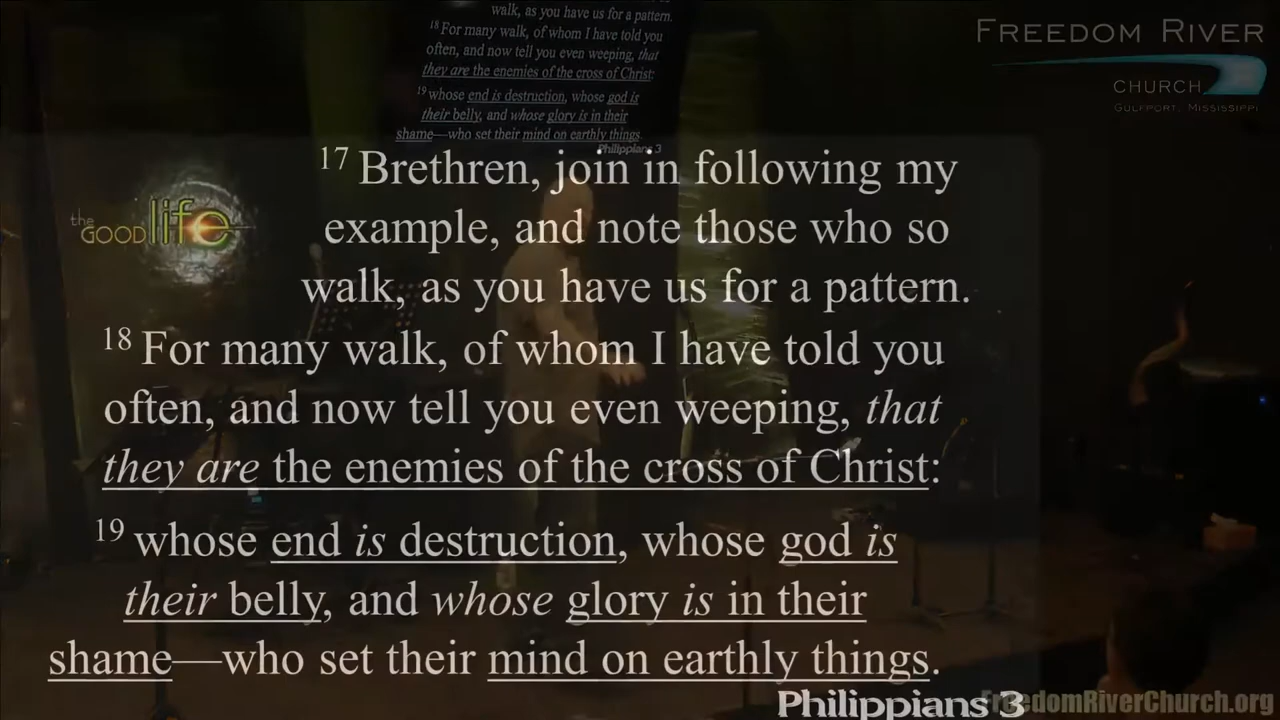 walk, as you have us for a pattern.
18 For many walk, of whom I have told you
often, and now tell you even weeping, that
they are the enemies of the cross of Christ:
19 whose end is destruction, whose god is
their belly, and whose glory is in their
shame—who set their mind on earthly things.
Philippians 3
FREEDOM RIVER
CHURCH
GULFPORT, MISSISSIPPI
the
GOOD life
17 Brethren, join in following my
example, and note those who so
walk, as you have us for a pattern.
18 For many walk, of whom I have told you
often, and now tell you even weeping, that
they are the enemies of the cross of Christ:
19 whose end is destruction, whose god is
their belly, and whose glory is in their
shame—who set their mind on earthly things.
Philippians 3
FreedomRiverChurch.org